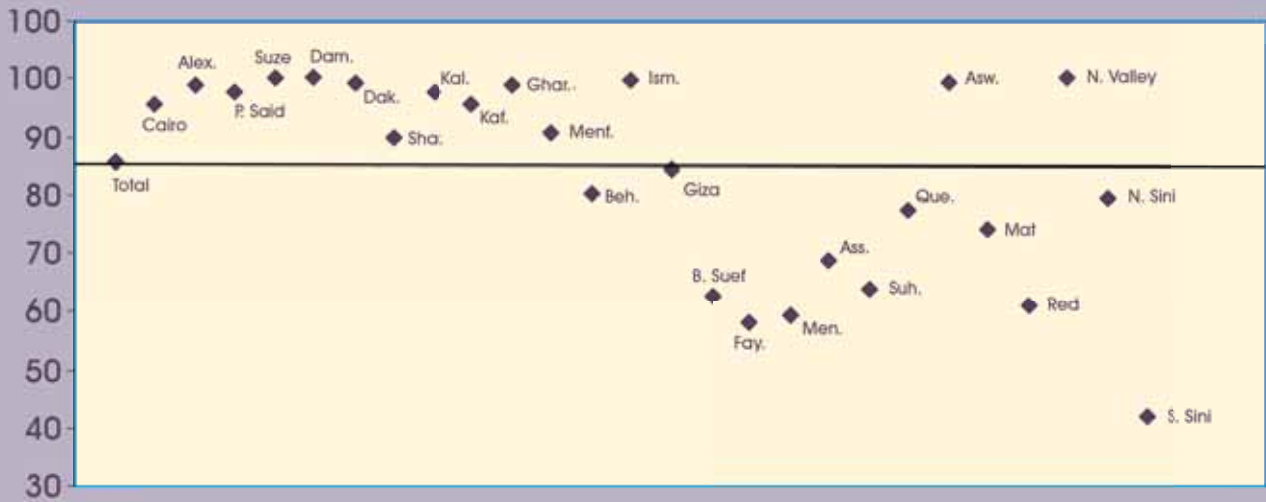 100
100
90
80
70
60
50
40
30
Total
Cairo
Alex.
P. Said
Suze
Dam.
Dak.
Sha.
Kal.
Kaf.
Ghar..
Menf.
Beh.
Ism.
Giza
B. Suef
Fay.
Men.
Ass.
Suh.
Que.
Asw.
Mat
Red
N. Valley
N. Sini
S. Sini